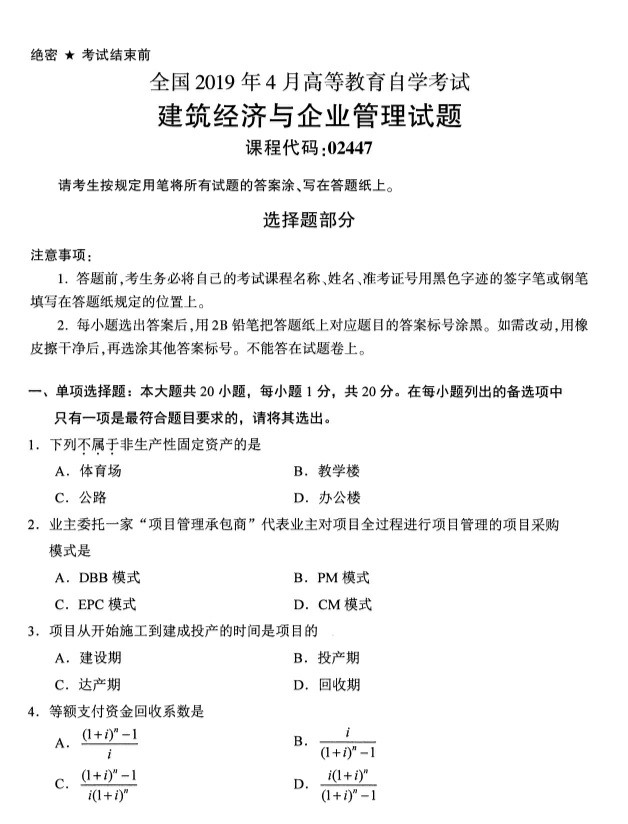 绝密 ★ 考试结束前
全国 2019 年 4 月高等教育自学考试
建筑经济与企业管理试题
课程代码:02447
请考生按规定用笔将所有试题的答案涂、写在答题纸上。
选择题部分
注意事项:
1. 答题前,考生务必将自己的考试课程名称、姓名、准考证号用黑色字迹的签字笔或钢笔
填写在答题纸规定的位置上。
2. 每小题选出答案后,用 2B 铅笔把答题纸上对应题目的答案标号涂黑。如需改动,用橡
皮擦干净后,再选涂其他答案标号。不能答在试题卷上。
一、单项选择题：本大题共 20 小题，每小题 1 分，共 20 分。在每小题列出的备选项中
只有一项是最符合题目要求的，请将其选出。
1．下列不属于非生产性固定资产的是
A．体育场 B．教学楼
C．公路 D．办公楼
2．业主委托一家“项目管理承包商”代表业主对项目全过程进行项目管理的项目采购
模式是
A．DBB 模式 B．PM 模式
C．EPC 模式 D．CM 模式
3．项目从开始施工到建成投产的时间是项目的
A．建设期 B．投产期
C．达产期 D．回收期
4．等额支付资金回收系数是
A．$\frac{(1+i)^n-1}{i}$ B．$\frac{i}{(1+i)^n-1}$
C．$\frac{(1+i)^n-1}{i(1+i)^n}$ D．$\frac{i(1+i)^n}{(1+i)^n-1}$